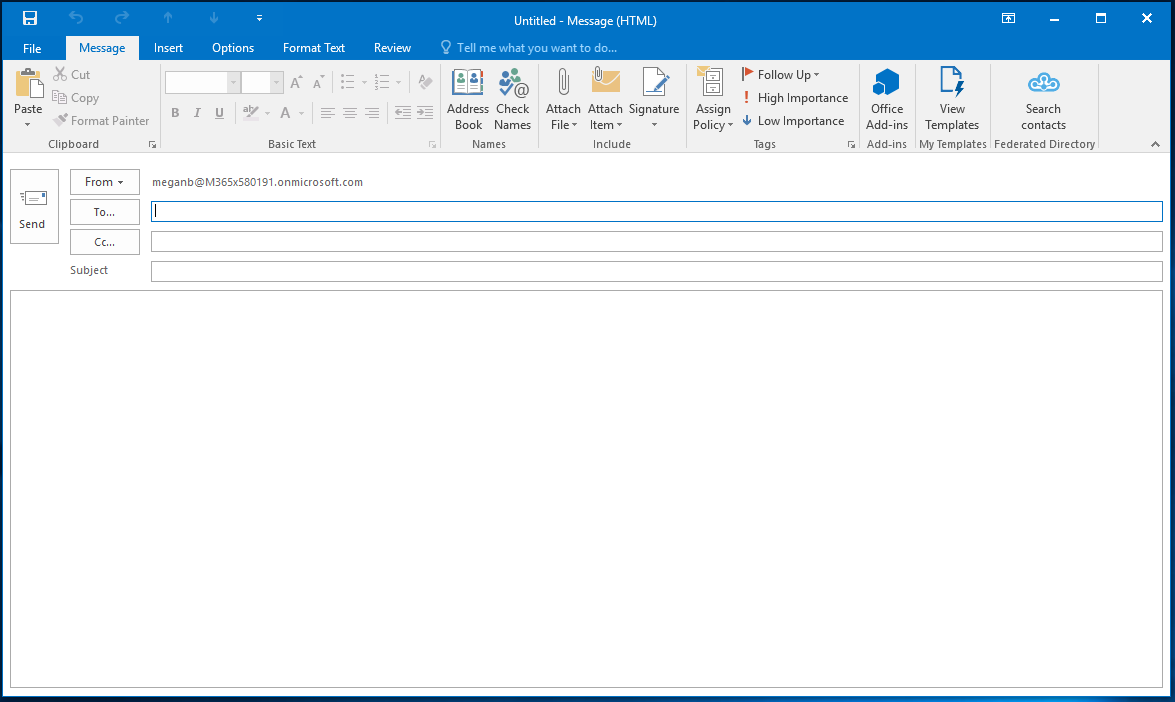 Untitled - Message (HTML)
File Message Insert Options Format Text Review Tell me what you want to do...
Paste
Cut
Copy
Format Painter
Clipboard
B I U
Basic Text
Address Book
Check Names
Names
Attach File
Attach Item
Signature
Include
Assign Policy
Follow Up
High Importance
Low Importance
Tags
Office Add-ins
Add-ins
View Templates
My Templates
Search contacts
Federated Directory
Send
From meganb@M365x580191.onmicrosoft.com
To...
Cc...
Subject